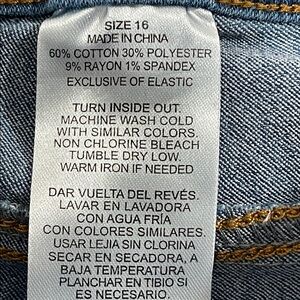 SIZE 16
MADE IN CHINA
60% COTTON 30% POLYESTER
9% RAYON 1% SPANDEX
EXCLUSIVE OF ELASTIC
TURN INSIDE OUT.
MACHINE WASH COLD
WITH SIMILAR COLORS.
NON CHLORINE BLEACH
TUMBLE DRY LOW.
WARM IRON IF NEEDED
DAR VUELTA DEL REVÉS.
LAVAR EN LAVADORA
CON AGUA FRÍA
CON COLORES SIMILARES.
USAR LEJIA SIN CLORINA
SECAR EN SECADORA, A
BAJA TEMPERATURA
PLANCHAR EN TIBIO SI
ES NECESARIO.